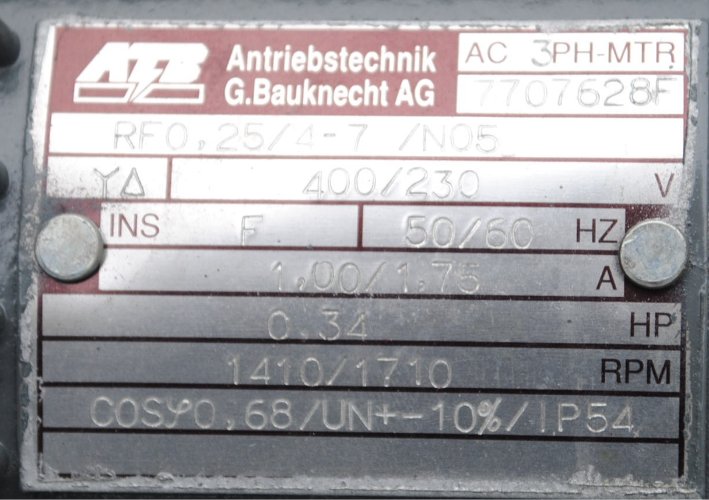 ATB Antriebstechnik
G.Bauknecht AG
AC 3PH-MTR
7707628F
RF0,25/4-7 /N05
Y∆ 400/230 V
INS F 50/60 HZ
1,00/1,75 A
0.34 HP
1410/1710 RPM
COSφ0,68/UN+-10%/IP54